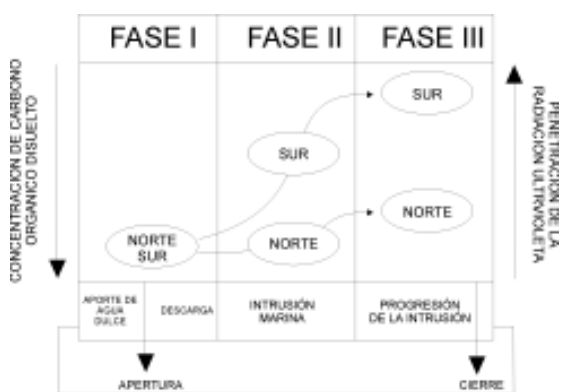 FASE I
FASE II
FASE III
CONCENTRACION DE CARBONO
ORGANICO DISUELTO
SUR
SUR
NORTE
NORTE
SUR
NORTE
PENETRACION DE LA
RADIACION ULTRVIOLETA
APORTE DE
AGUA
DULCE
DESCARGA
INTRUSIÓN
MARINA
PROGRESIÓN
DE LA INTRUSIÓN
APERTURA
CIERRE